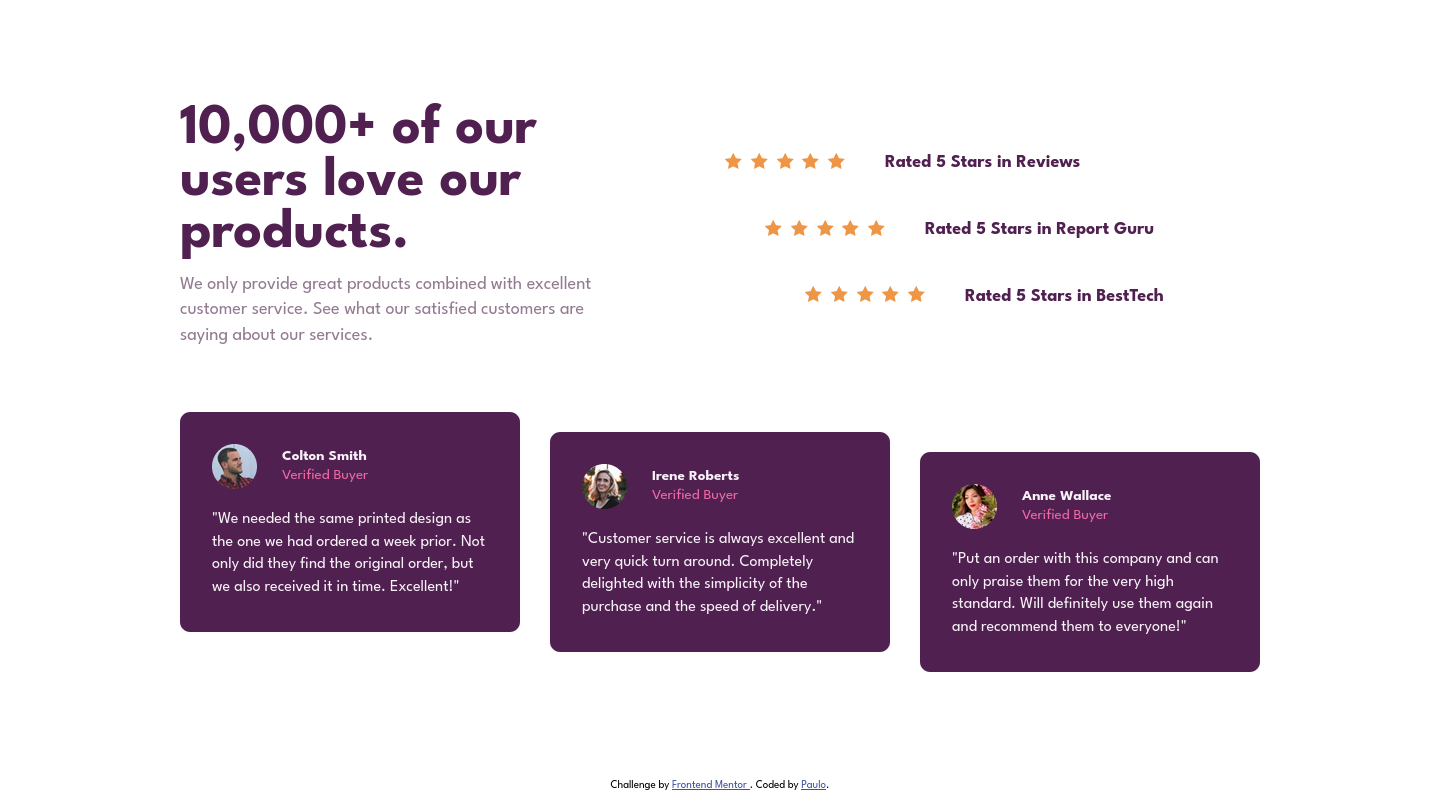 10,000+ of our
users love our
products.
We only provide great products combined with excellent
customer service. See what our satisfied customers are
saying about our services.
Rated 5 Stars in Reviews
Rated 5 Stars in Report Guru
Rated 5 Stars in BestTech
Colton Smith
Verified Buyer
"We needed the same printed design as
the one we had ordered a week prior. Not
only did they find the original order, but
we also received it in time. Excellent!"
Irene Roberts
Verified Buyer
"Customer service is always excellent and
very quick turn around. Completely
delighted with the simplicity of the
purchase and the speed of delivery."
Anne Wallace
Verified Buyer
"Put an order with this company and can
only praise them for the very high
standard. Will definitely use them again
and recommend them to everyone!"
Challenge by Frontend Mentor . Coded by Paulo.